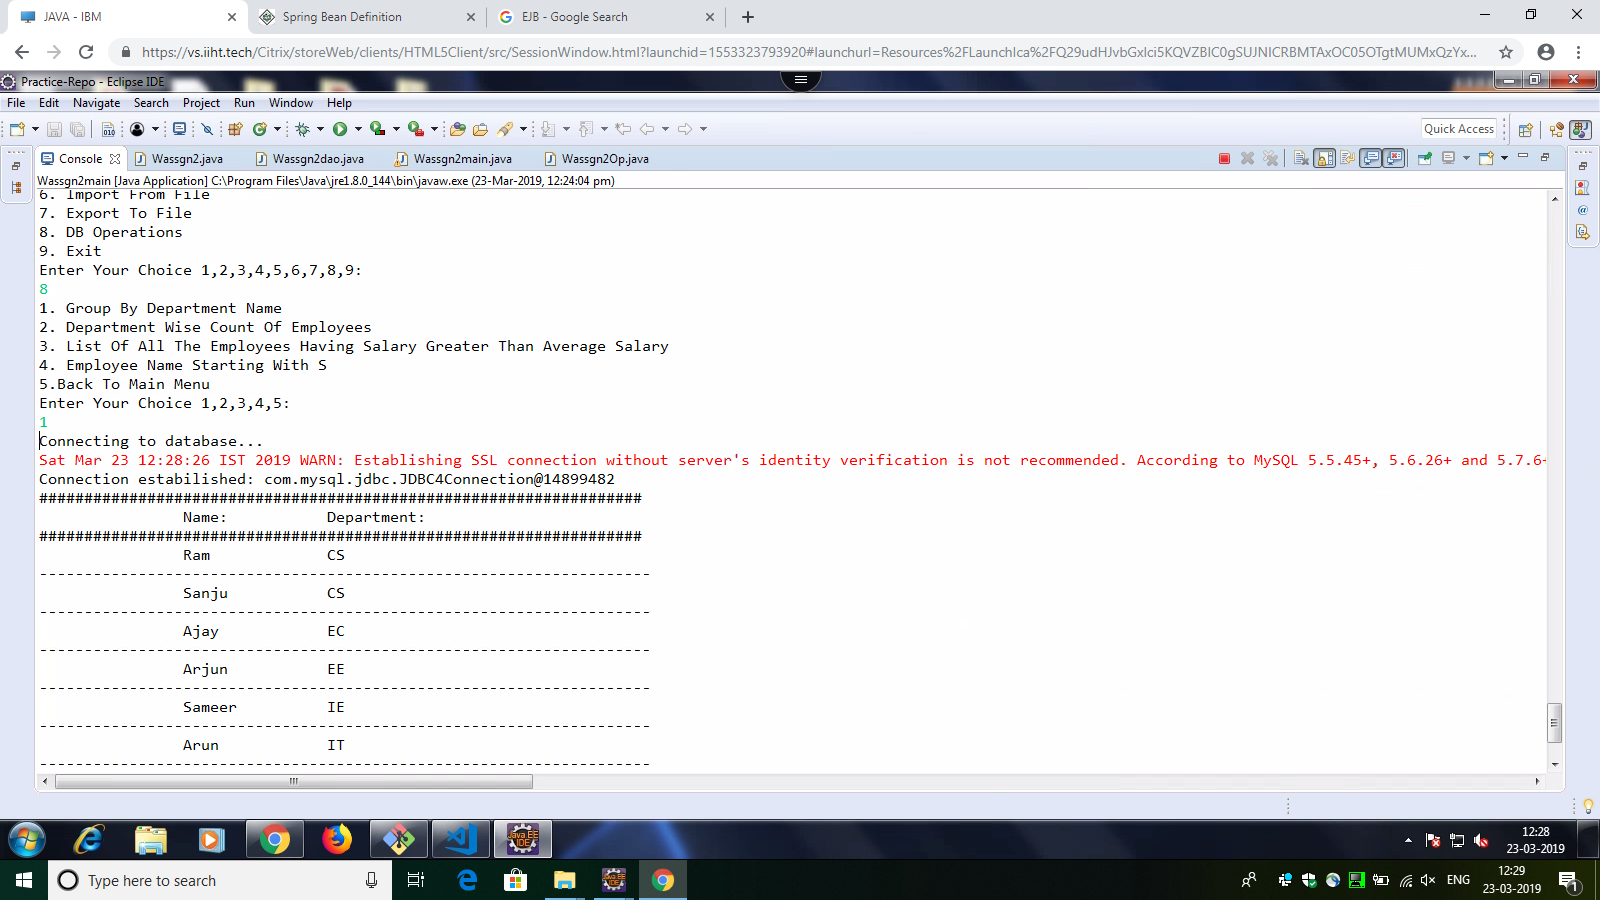 JAVA - IBM
Spring Bean Definition
EJB - Google Search
https://vs.iiht.tech/Citrix/storeWeb/clients/HTML5Client/src/SessionWindow.html?launchid=1553323793920#launchurl=Resources%2FLaunchIca%2FQ29udHJvbGxlci5KQVZBIC0gSUJNICRBMTAxOC05OTgtMUMxQzYx...
Practice-Repo - Eclipse IDE
File Edit Navigate Search Project Run Window Help
Quick Access
Console Wassgn2.java Wassgn2dao.java Wassgn2main.java Wassgn2Op.java
Wassgn2main [Java Application] C:\Program Files\Java\jre1.8.0_144\bin\javaw.exe (23-Mar-2019, 12:24:04 pm)
6. Import From File
7. Export To File
8. DB Operations
9. Exit
Enter Your Choice 1,2,3,4,5,6,7,8,9:
8
1. Group By Department Name
2. Department Wise Count Of Employees
3. List Of All The Employees Having Salary Greater Than Average Salary
4. Employee Name Starting With S
5.Back To Main Menu
Enter Your Choice 1,2,3,4,5:
1
Connecting to database...
Sat Mar 23 12:28:26 IST 2019 WARN: Establishing SSL connection without server's identity verification is not recommended. According to MySQL 5.5.45+, 5.6.26+ and 5.7.6+
Connection estabilished: com.mysql.jdbc.JDBC4Connection@14899482
###################################################################
Name: Department:
###################################################################
Ram CS
--------------------------------------------------------------------
Sanju CS
--------------------------------------------------------------------
Ajay EC
--------------------------------------------------------------------
Arjun EE
--------------------------------------------------------------------
Sameer IE
--------------------------------------------------------------------
Arun IT
--------------------------------------------------------------------
Java EE IDE
12:28
23-03-2019
Type here to search
ENG
12:29
23-03-2019
1